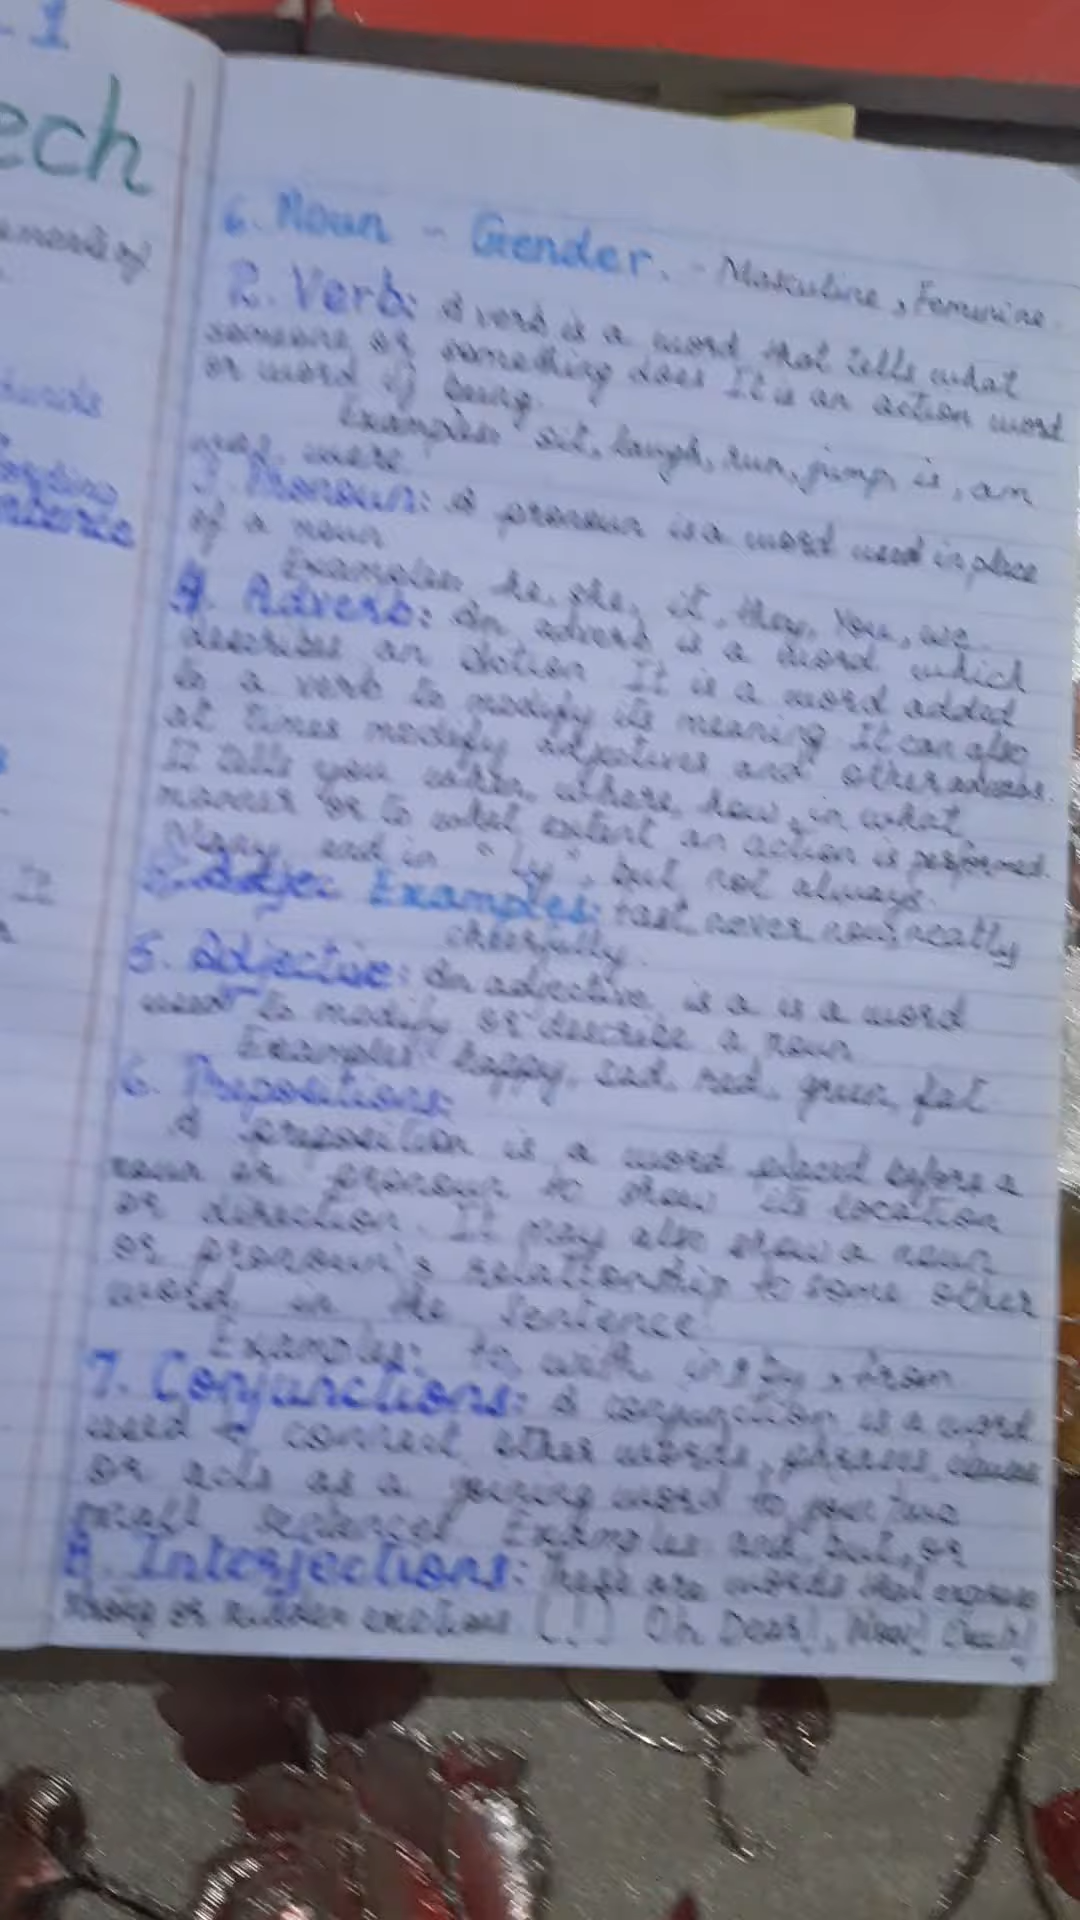 1
ech
6. Noun - Gender. - Masculine, Feminine.
2. Verb: A verb is a word that tells what
someone or something does It is an action word
or word of being.
Examples: sit, laugh, run, jump, is, am
was, were
3. Pronoun: A pronoun is a word used in place
of a noun
Examples, he, she, it, they, You, we.
4. Adverb: An adverb is a word which
describes an action It is a word added
to a verb to modify its meaning It can also
at times modify adjectives and other adverbs.
It tells you when, where, how, in what
manner or to what extent an action is performed.
Many end in "ly", but not always.
Examples: fast, never, neatly
cheerfully.
5. Adjective: An adjective is a is a word
used to modify or describe a noun
Examples: happy, sad, red, green, fat
6. Prepositions:
A preposition is a word placed before a
noun or pronoun to show its location
or direction. It may also show a noun
or pronoun's relationship to some other
word in the sentence
Examples: to, with, in, by, from
7. Conjunctions: A conjunction is a word
used to connect other words, phrases, clause
or acts as a joining word to join two
small sentences Examples and, but, or
8. Interjections: These are words that express
strong or sudden emotions (!) Oh Dear!, Wow! Ouch!